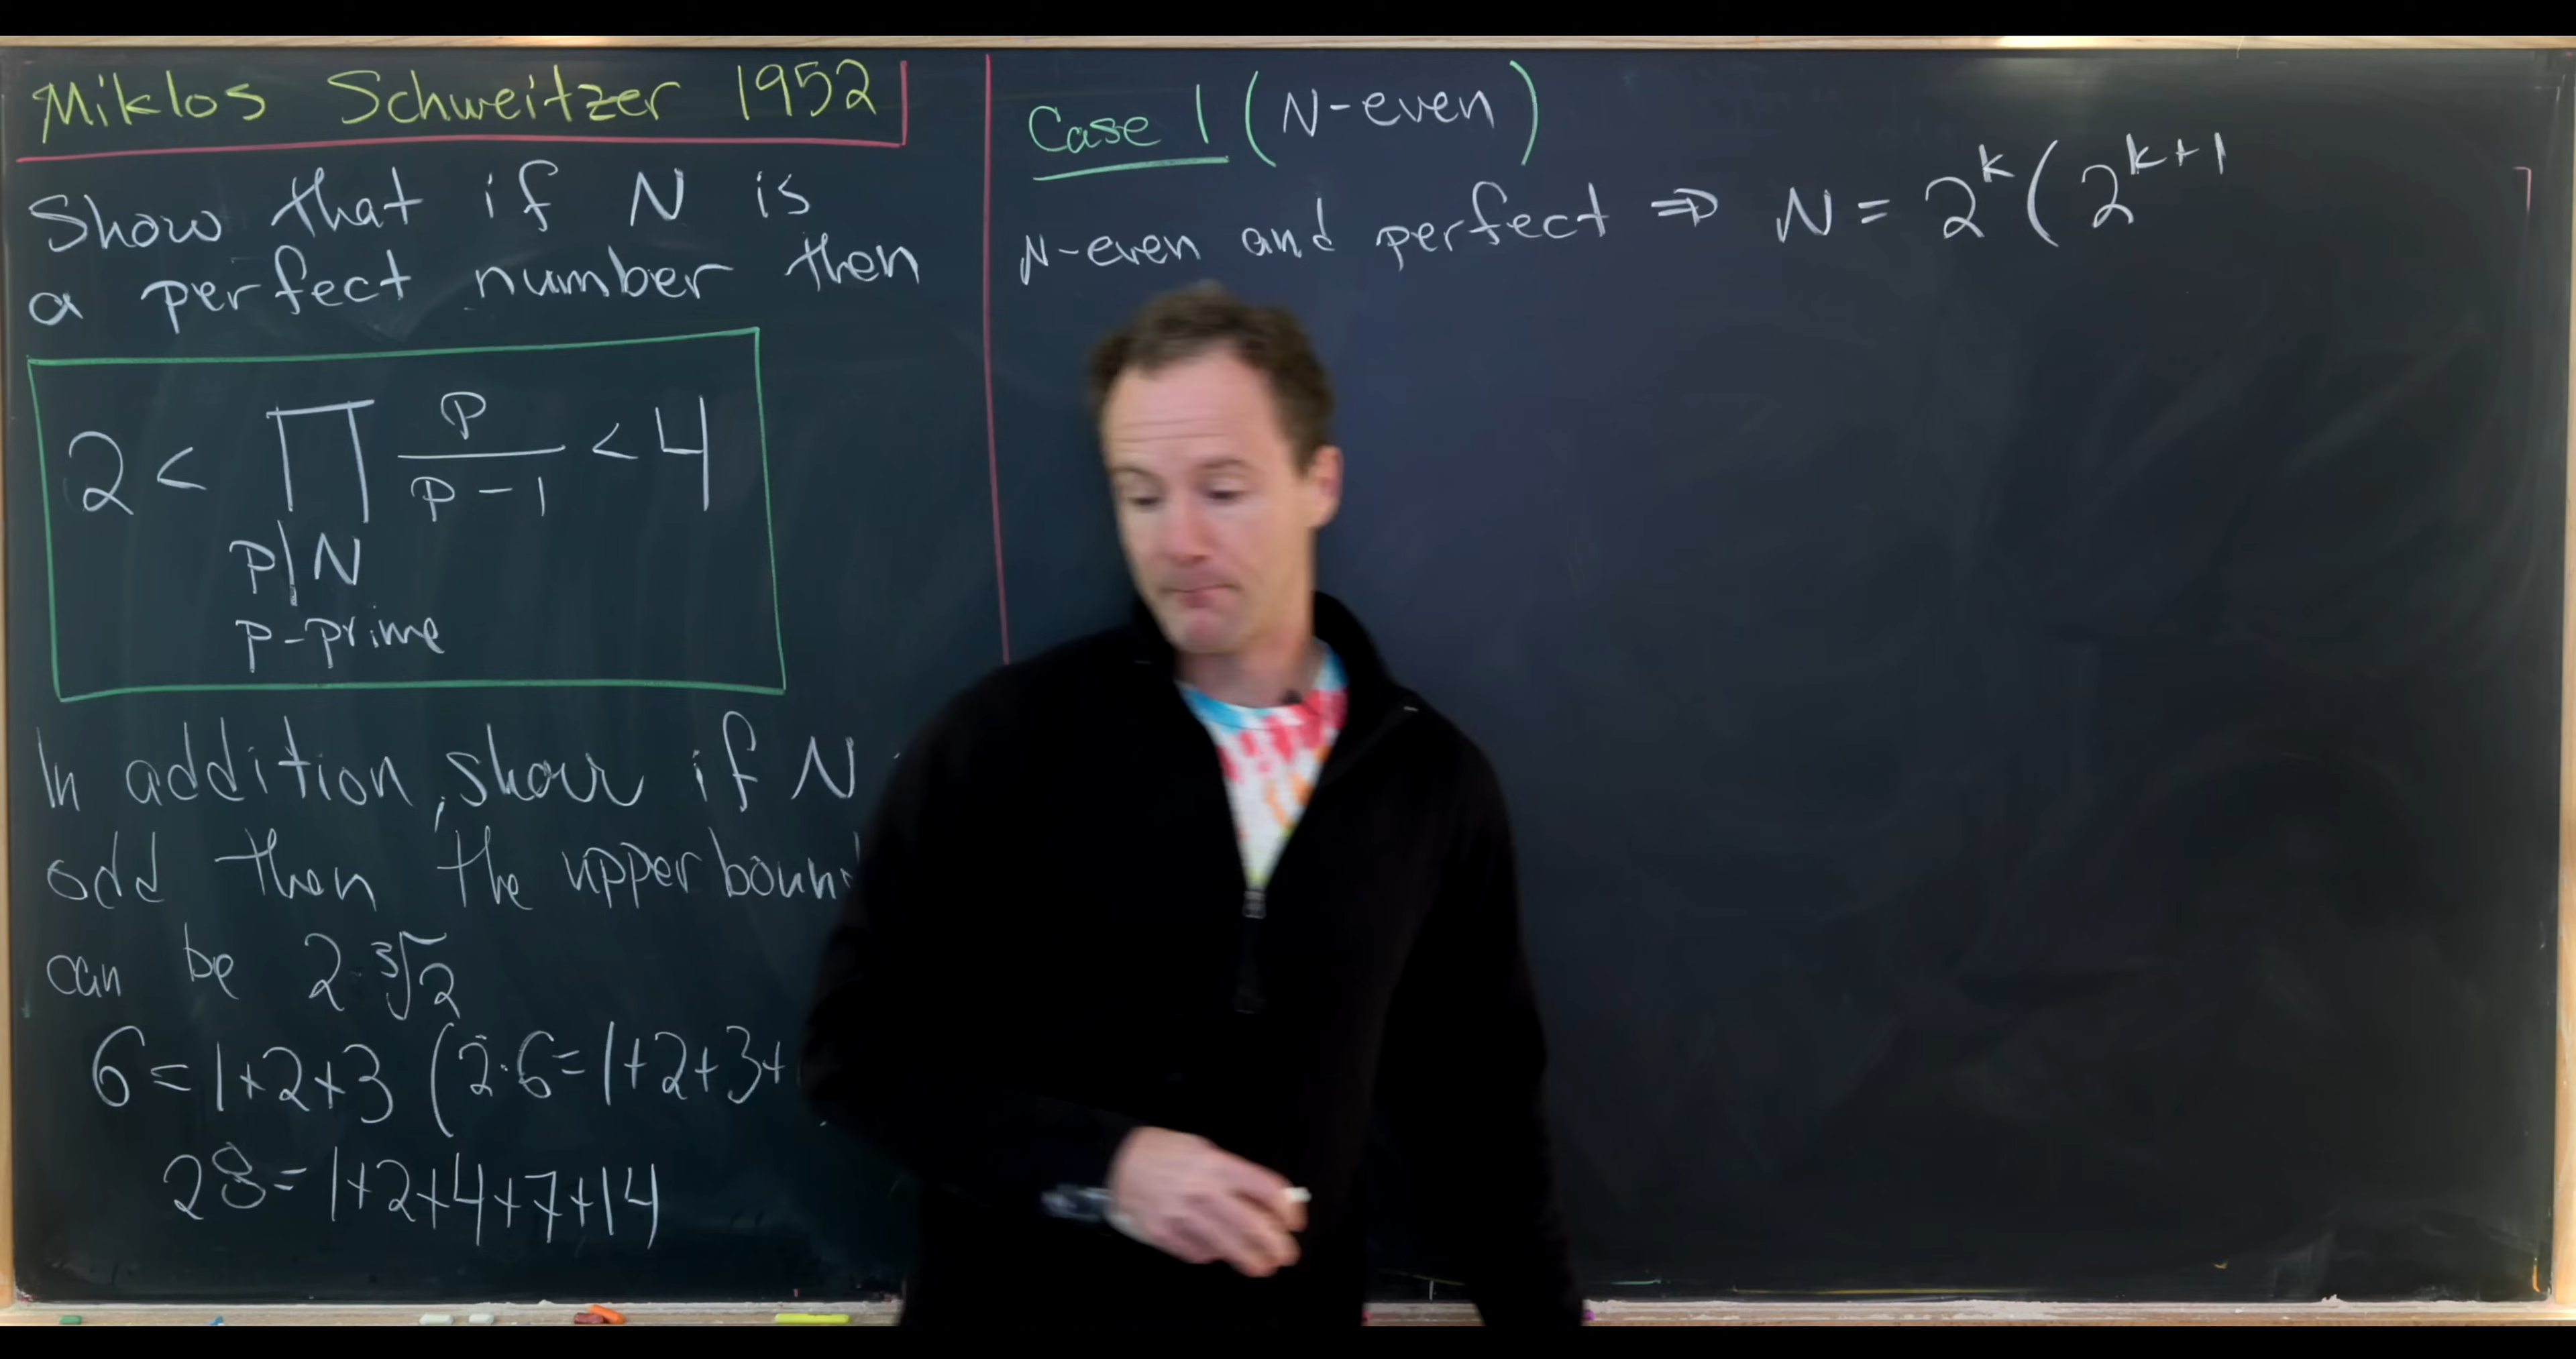 Miklos Schweitzer 1952
Show that if N is
a perfect number then
2 < ∏ p/(p-1) < 4
p|N
p-prime
In addition, show if N
odd then the upper boun
can be 2·∛2
6=1+2+3 (2·6=1+2+3+
28=1+2+4+7+14
Case 1 (N-even)
N-even and perfect ⇒ N = 2^k(2^{k+1}